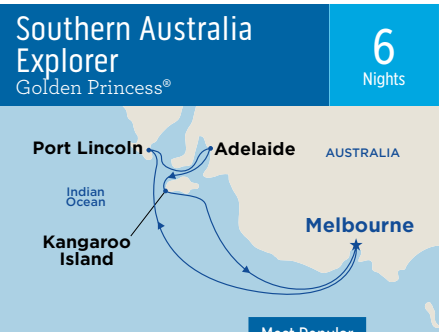 Southern Australia
Explorer
Golden Princess®
6
Nights
Port Lincoln
Adelaide
AUSTRALIA
Indian
Ocean
Melbourne
Kangaroo
Island
Most Popular